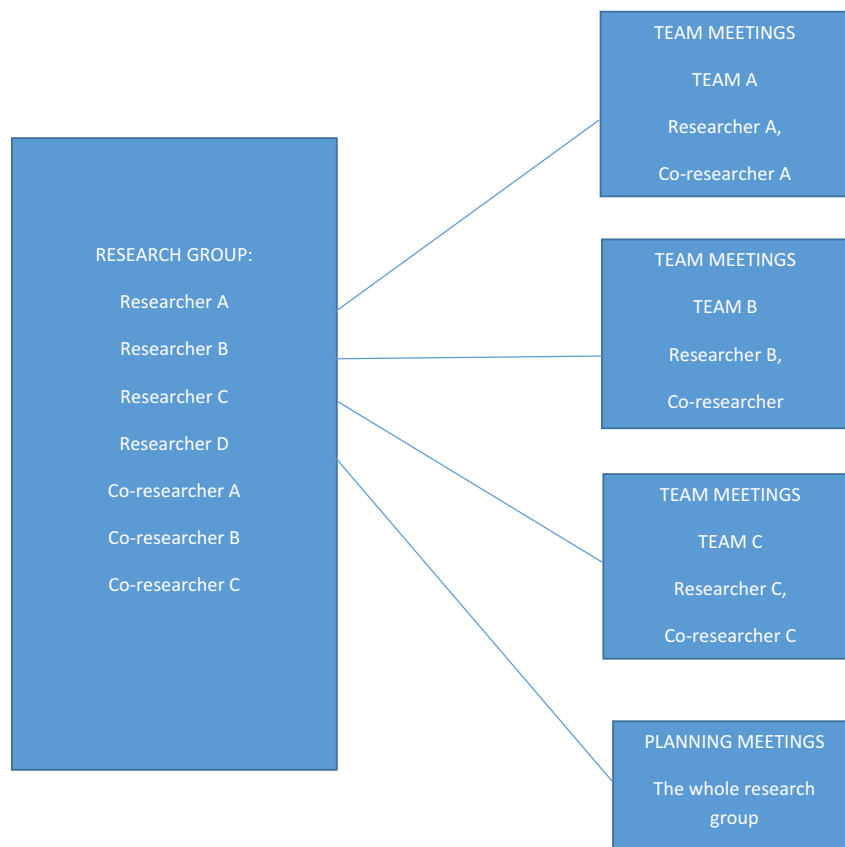 RESEARCH GROUP:
Researcher A
Researcher B
Researcher C
Researcher D
Co-researcher A
Co-researcher B
Co-researcher C
TEAM MEETINGS
TEAM A
Researcher A,
Co-researcher A
TEAM MEETINGS
TEAM B
Researcher B,
Co-researcher
TEAM MEETINGS
TEAM C
Researcher C,
Co-researcher C
PLANNING MEETINGS
The whole research
group